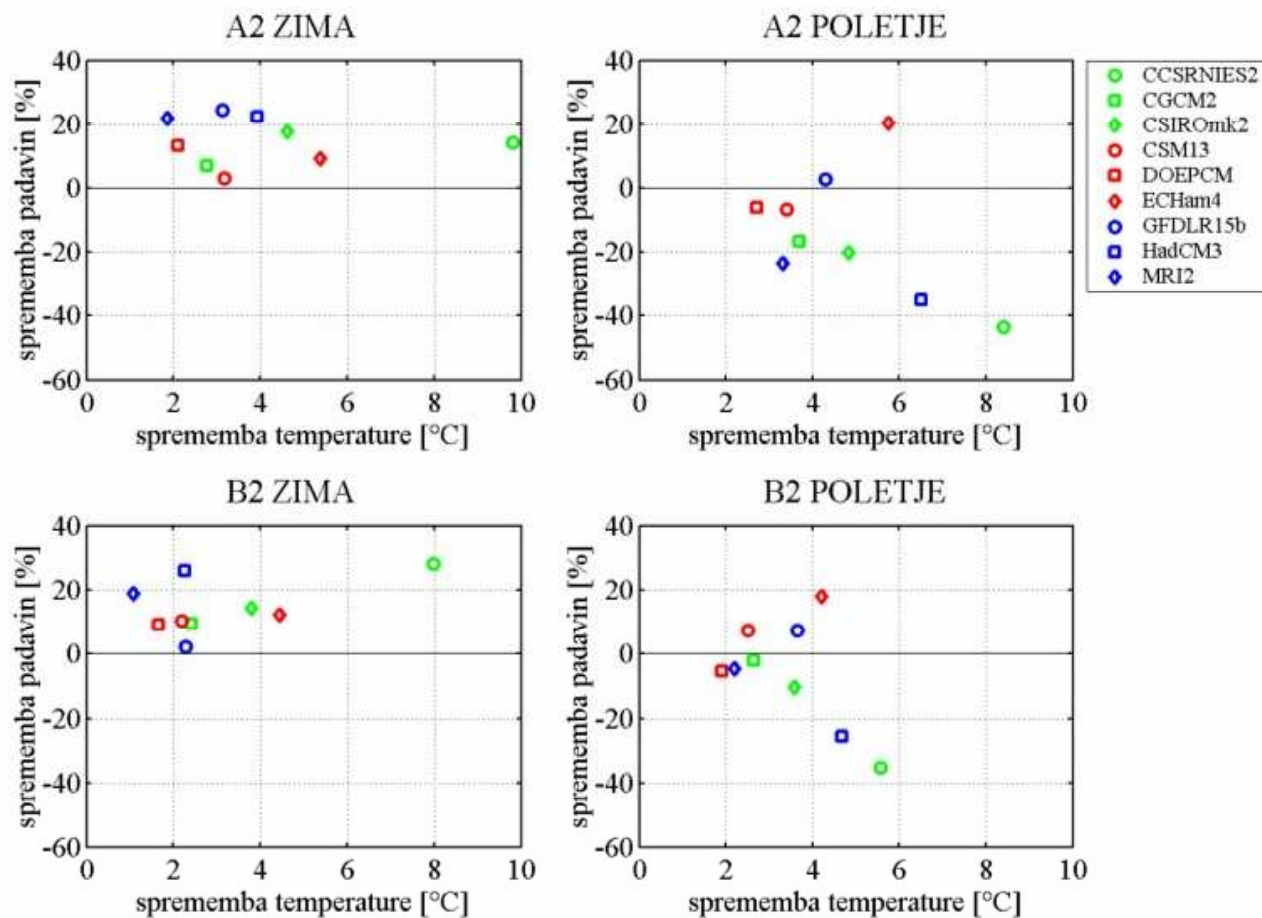 A2 ZIMA
A2 POLETJE
sprememba padavin [%]
40
20
0
-20
-40
-60
0 2 4 6 8 10
sprememba temperature [°C]
sprememba padavin [%]
40
20
0
-20
-40
-60
0 2 4 6 8 10
sprememba temperature [°C]
CCSRNIES2
CGCM2
CSIROmk2
CSM13
DOEPCM
ECHam4
GFDLR15b
HadCM3
MRI2
B2 ZIMA
B2 POLETJE
sprememba padavin [%]
40
20
0
-20
-40
-60
0 2 4 6 8 10
sprememba temperature [°C]
sprememba padavin [%]
40
20
0
-20
-40
-60
0 2 4 6 8 10
sprememba temperature [°C]